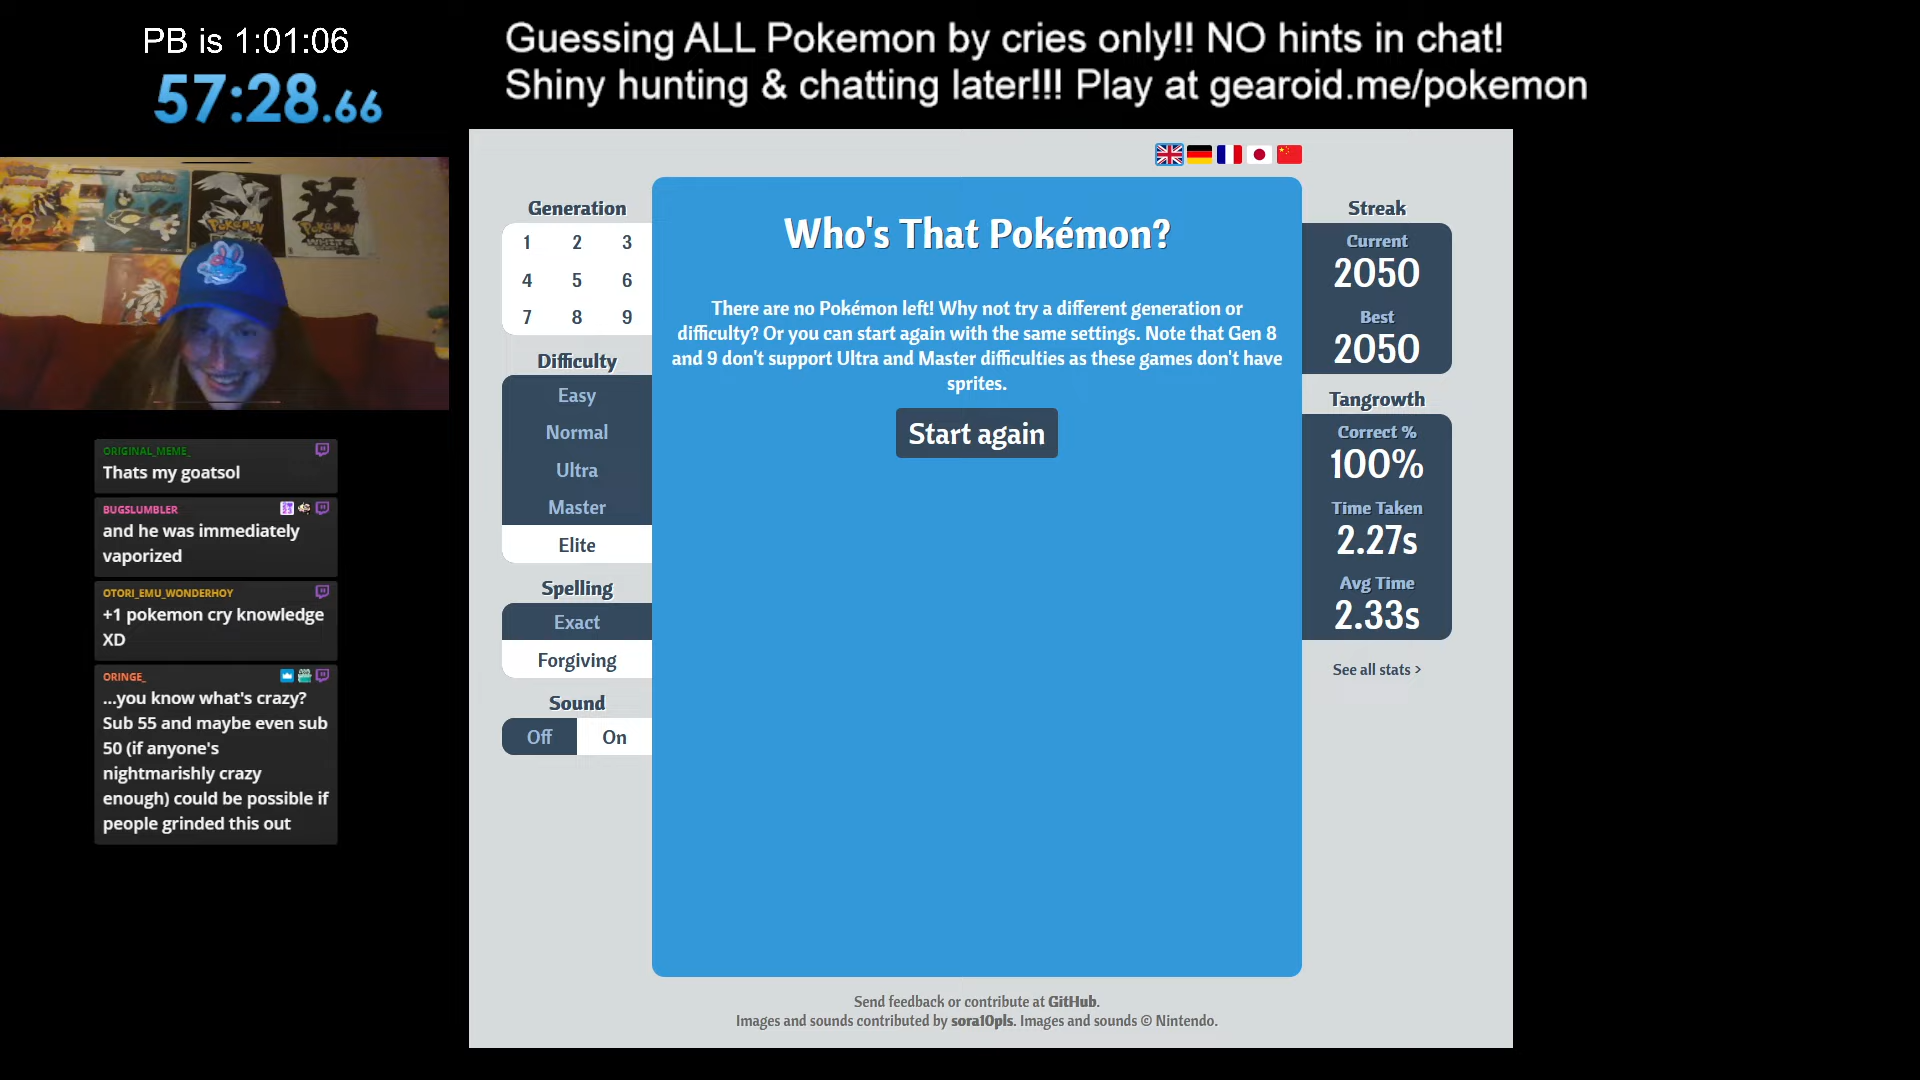 PB is 1:01:06
57:28.66
Guessing ALL Pokemon by cries only!! NO hints in chat!
Shiny hunting & chatting later!!! Play at gearoid.me/pokemon
Generation
1 2 3
4 5 6
7 8 9
Difficulty
Easy
Normal
Ultra
Master
Elite
Spelling
Exact
Forgiving
Sound
Off On
Who's That Pokémon?
There are no Pokémon left! Why not try a different generation or
difficulty? Or you can start again with the same settings. Note that Gen 8
and 9 don't support Ultra and Master difficulties as these games don't have
sprites.
Start again
Streak
Current
2050
Best
2050
Tangrowth
Correct %
100%
Time Taken
2.27s
Avg Time
2.33s
See all stats >
ORIGINAL_MEME_
Thats my goatsol
BUGSLUMBLER
and he was immediately
vaporized
OTORI_EMU_WONDERHOY
+1 pokemon cry knowledge
XD
ORINGE_
...you know what's crazy?
Sub 55 and maybe even sub
50 (if anyone's
nightmarishly crazy
enough) could be possible if
people grinded this out
Send feedback or contribute at GitHub.
Images and sounds contributed by sora10pls. Images and sounds © Nintendo.